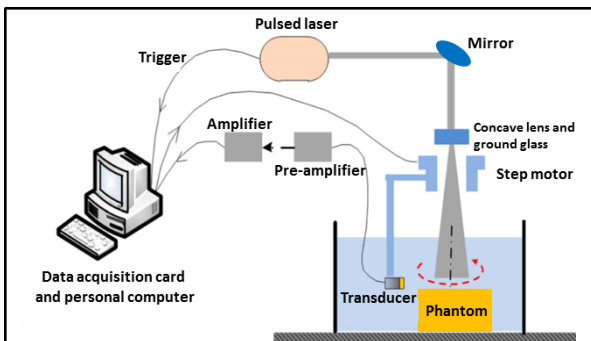 Pulsed laser
Mirror
Trigger
Concave lens and
ground glass
Amplifier
Pre-amplifier
Step motor
Data acquisition card
and personal computer
Transducer
Phantom